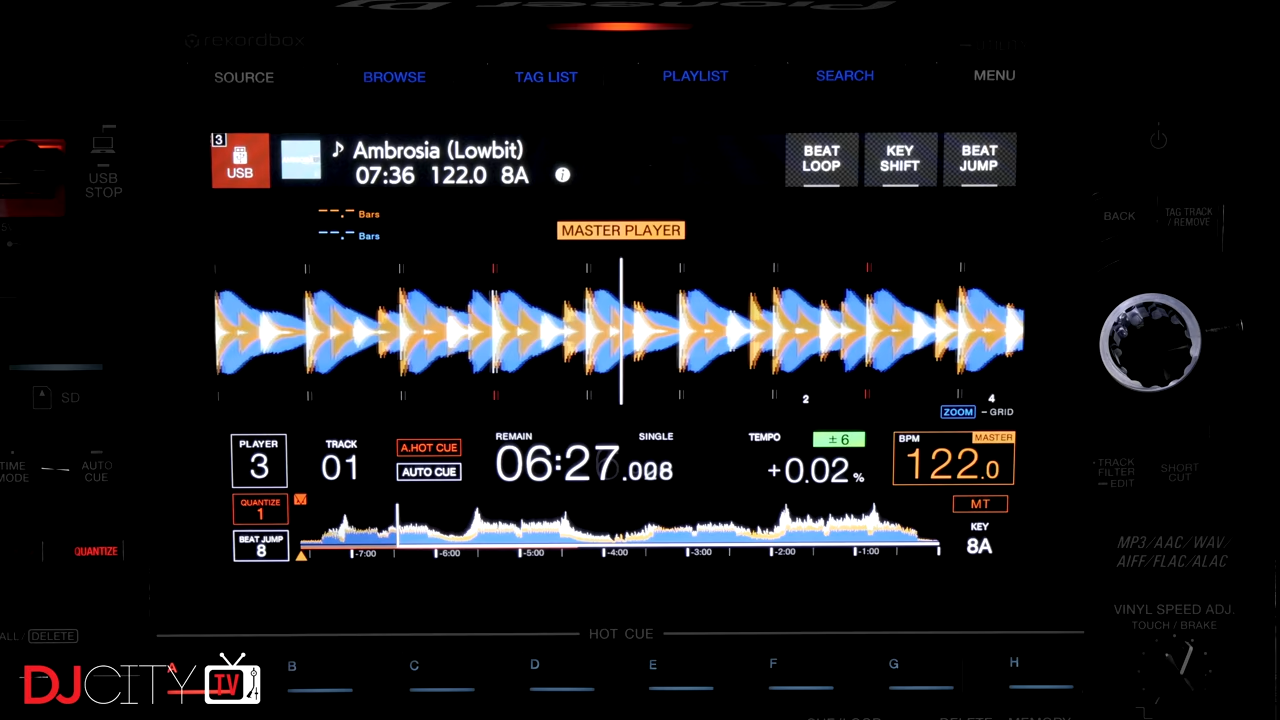 Pioneer Dj
rekordbox
SOURCE BROWSE TAG LIST PLAYLIST SEARCH MENU
3
USB
Ambrosia (Lowbit)
07:36 122.0 8A
i
BEAT LOOP
KEY SHIFT
BEAT JUMP
USB STOP
BACK
TAG TRACK / REMOVE
--.- Bars
--.- Bars
MASTER PLAYER
2 4
ZOOM - GRID
SD
PLAYER 3
TRACK 01
A.HOT CUE
AUTO CUE
REMAIN SINGLE
06:27.008
TEMPO ±6
+0.02 %
BPM MASTER
122.0
TIME MODE
AUTO CUE
TRACK FILTER
EDIT
SHORT CUT
QUANTIZE 1
MT
BEAT JUMP 8
KEY
8A
-7:00 -6:00 -5:00 -4:00 -3:00 -2:00 -1:00
QUANTIZE
MP3/AAC/WAV/
AIFF/FLAC/ALAC
VINYL SPEED ADJ.
TOUCH / BRAKE
ALL / DELETE
HOT CUE
A B C D E F G H
DJCITY TV